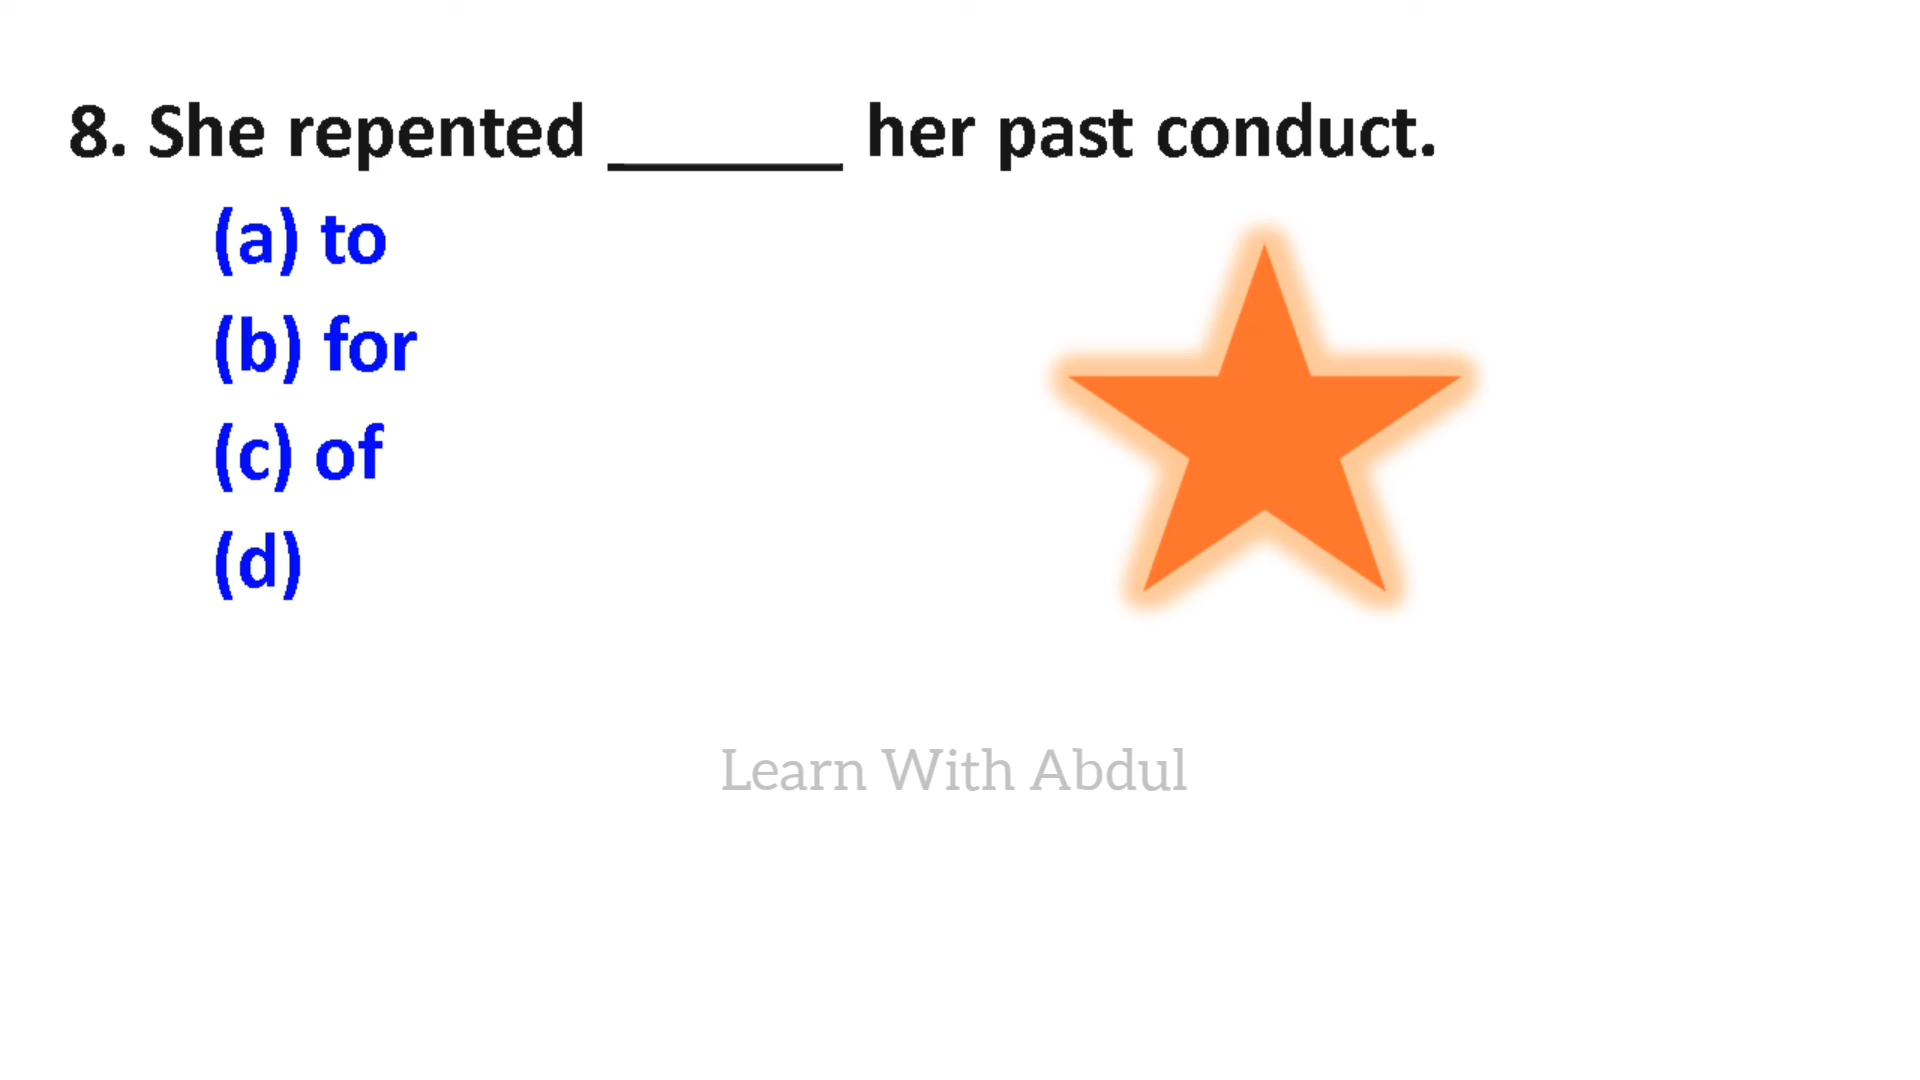 8. She repented ______ her past conduct.
(a) to
(b) for
(c) of
(d)
Learn With Abdul